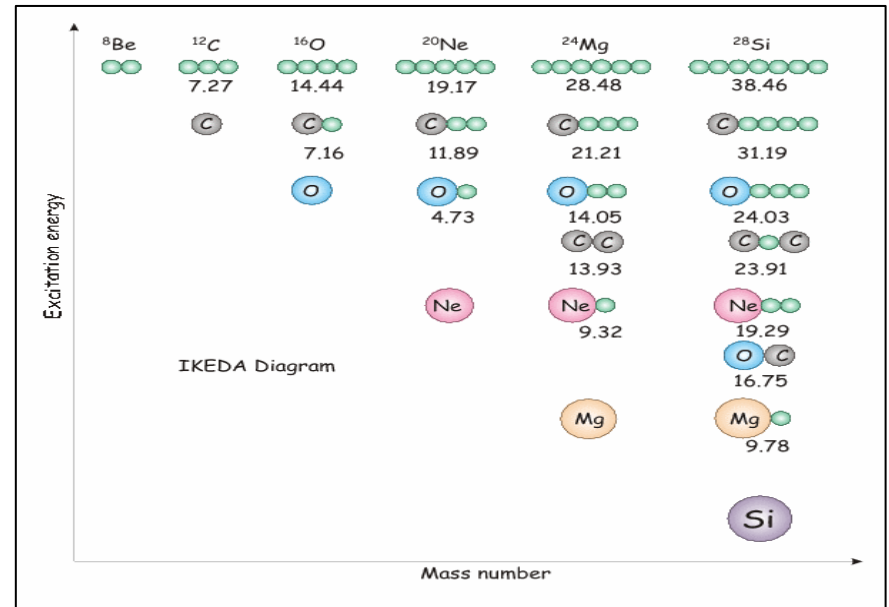 ⁸Be ¹²C ¹⁶O ²⁰Ne ²⁴Mg ²⁸Si
7.27 14.44 19.17 28.48 38.46
C C C C C
7.16 11.89 21.21 31.19
O O O O
4.73 14.05 24.03
C C C C
13.93 23.91
Ne Ne Ne
9.32 19.29
O C
IKEDA Diagram
16.75
Mg Mg
9.78
Si
Excitation energy
Mass number